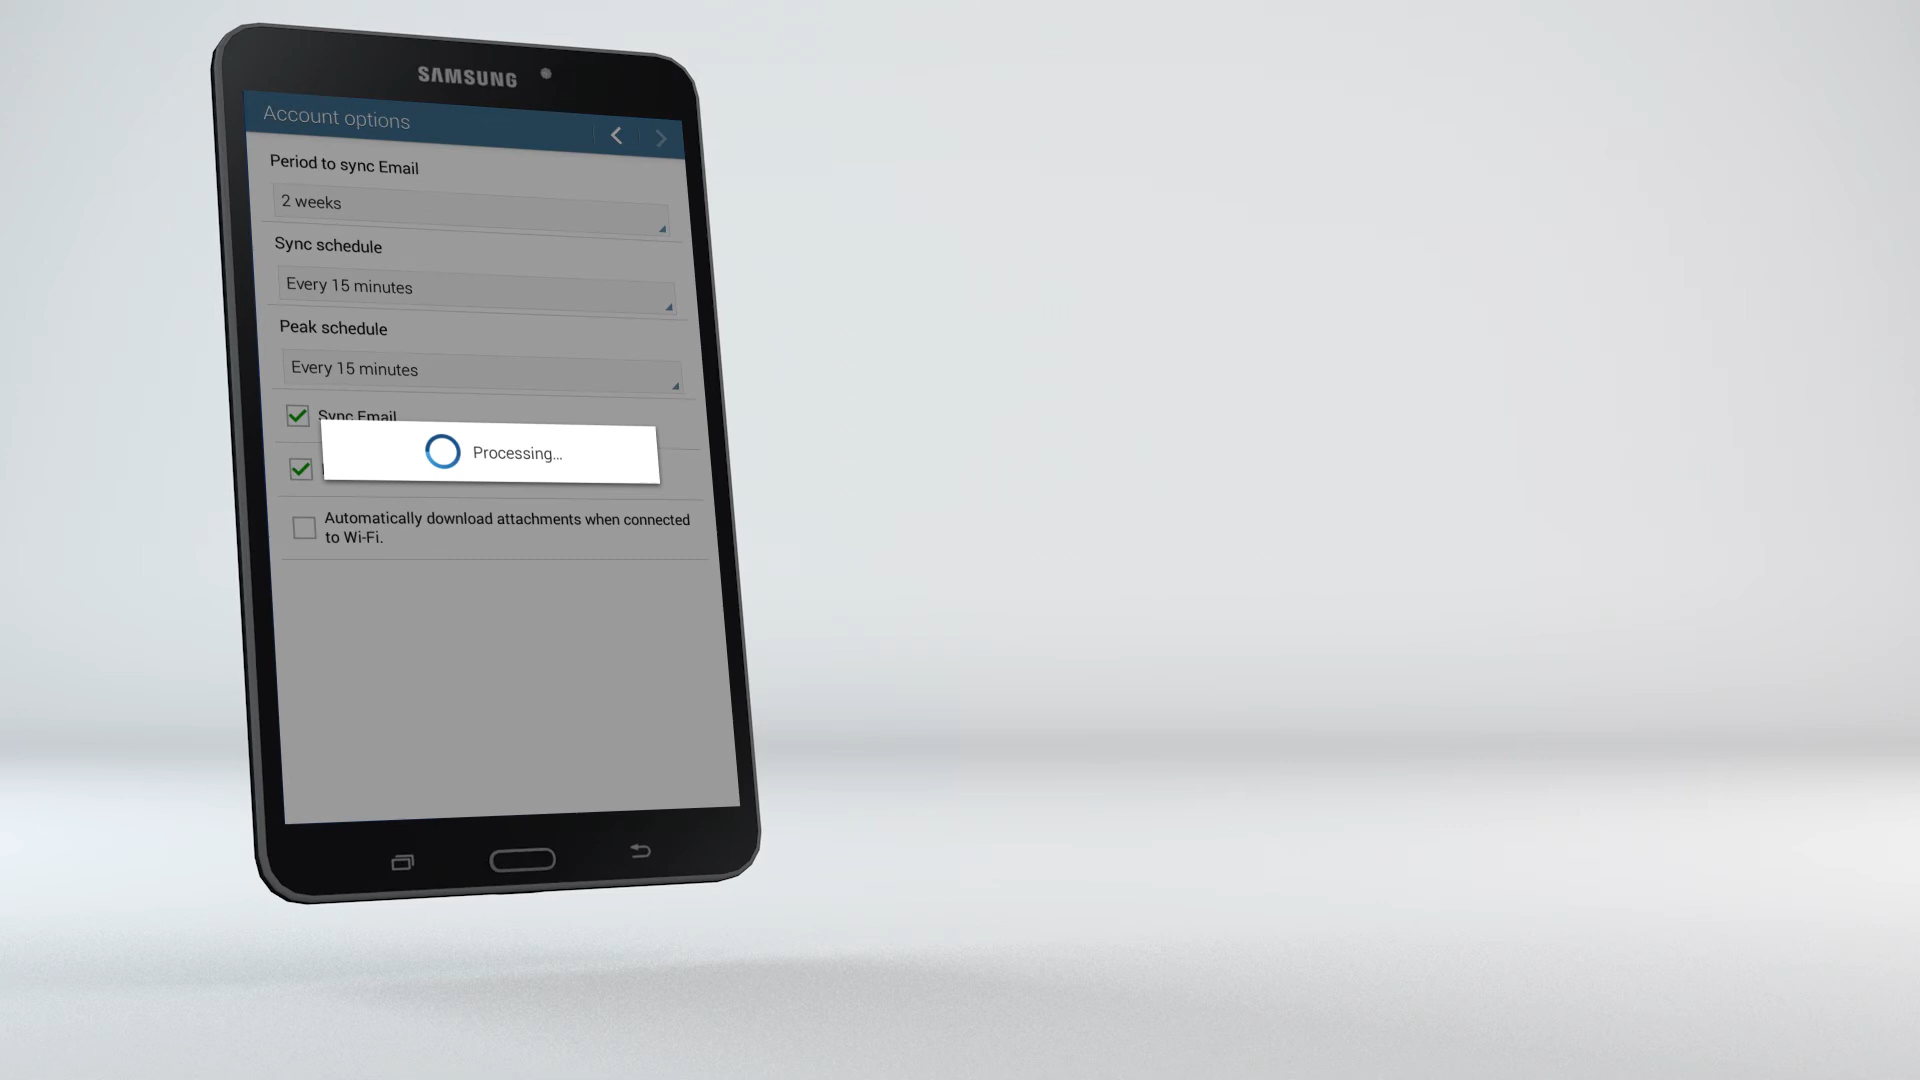 SAMSUNG
Account options
Period to sync Email
2 weeks
Sync schedule
Every 15 minutes
Peak schedule
Every 15 minutes
Sync Email
Processing...
Automatically download attachments when connected
to Wi-Fi.